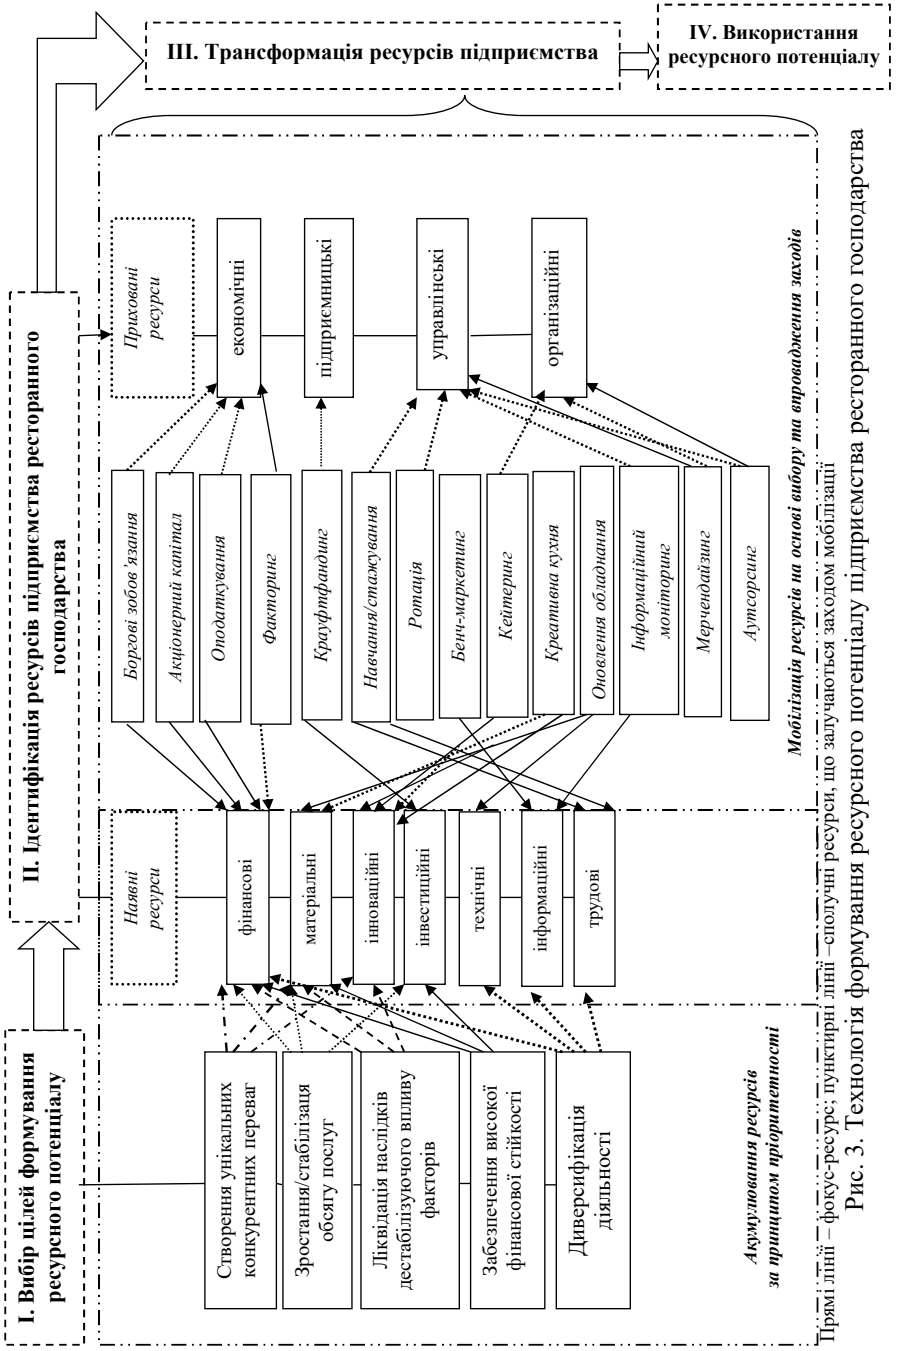 І. Вибір цілей формування
ресурсного потенціалу
ІІ. Ідентифікація ресурсів підприємства ресторанного
господарства
ІІІ. Трансформація ресурсів підприємства
IV. Використання
ресурсного потенціалу
Створення унікальних
конкурентних переваг
Зростання/стабілізація
обсягу послуг
Ліквідація наслідків
дестабілізуючого впливу
факторів
Забезпечення високої
фінансової стійкості
Диверсифікація
діяльності
Акумулювання ресурсів
за принципом пріоритетності
Наявні
ресурси
фінансові
матеріальні
інноваційні
інвестиційні
технічні
інформаційні
трудові
Боргові зобов’язання
Акціонерний капітал
Оподаткування
Факторинг
Крауфтфандинг
Навчання/стажування
Ротація
Бенч-маркетинг
Кейтеринг
Креативна кухня
Оновлення обладнання
Інформаційний
моніторинг
Мерчендайзинг
Аутсорсинг
Приховані
ресурси
економічні
підприємницькі
управлінські
організаційні
Мобілізація ресурсів на основі вибору та впровадження заходів
Прямі лінії – фокус-ресурс; пунктирні лінії –сполучні ресурси, що залучаються заходом мобілізації
Рис. 3. Технологія формування ресурсного потенціалу підприємства ресторанного господарства